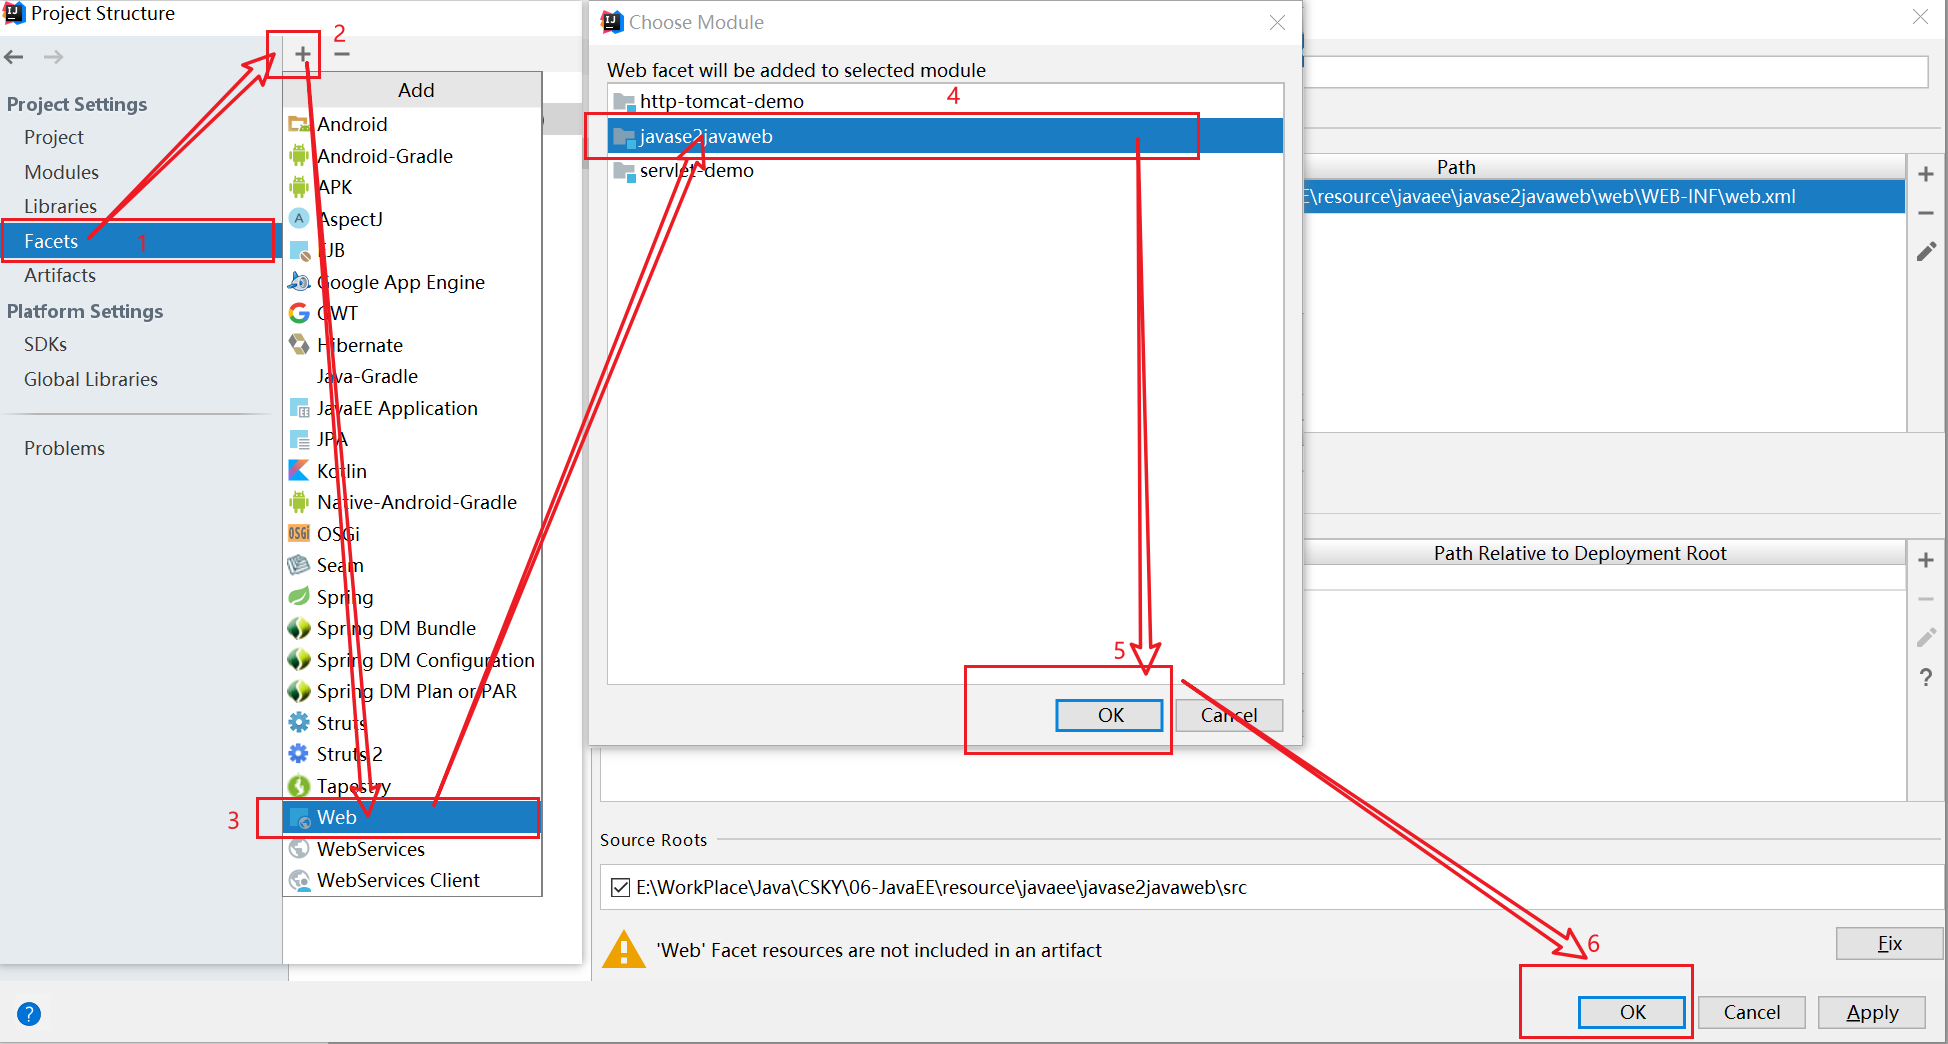 Project Structure
2
Add
Project Settings
Project
Modules
Libraries
Facets
1
Artifacts
Platform Settings
SDKs
Global Libraries
Problems
Android
Android-Gradle
APK
AspectJ
EJB
Google App Engine
GWT
Hibernate
Java-Gradle
JavaEE Application
JPA
Kotlin
Native-Android-Gradle
OSGi
Seam
Spring
Spring DM Bundle
Spring DM Configuration
Spring DM Plan or PAR
Struts
Struts 2
Tapestry
3
Web
WebServices
WebServices Client
Choose Module
Web facet will be added to selected module
http-tomcat-demo
4
javase2javaweb
servlet-demo
5
OK
Cancel
Path
E\resource\javaee\javase2javaweb\web\WEB-INF\web.xml
Path Relative to Deployment Root
Source Roots
E:\WorkPlace\Java\CSKY\06-JavaEE\resource\javaee\javase2javaweb\src
'Web' Facet resources are not included in an artifact
Fix
6
OK
Cancel
Apply